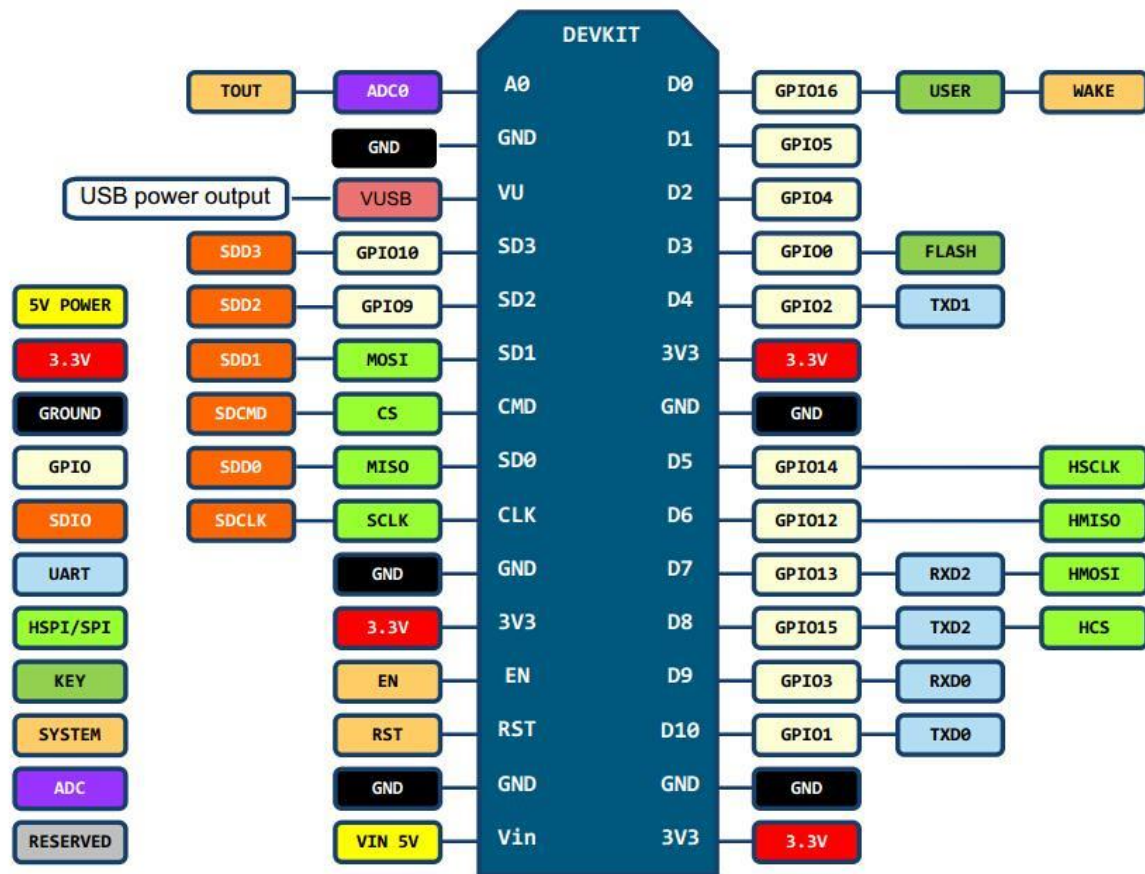 DEVKIT
TOUT ADC0 A0 D0 GPIO16 USER WAKE
GND GND D1 GPIO5
USB power output VUSB VU D2 GPIO4
SDD3 GPIO10 SD3 D3 GPIO0 FLASH
5V POWER SDD2 GPIO9 SD2 D4 GPIO2 TXD1
3.3V SDD1 MOSI SD1 3V3 3.3V
GROUND SDCMD CS CMD GND GND
GPIO SDD0 MISO SD0 D5 GPIO14 HSCLK
SDIO SDCLK SCLK CLK D6 GPIO12 HMISO
UART GND GND D7 GPIO13 RXD2 HMOSI
HSPI/SPI 3.3V 3V3 D8 GPIO15 TXD2 HCS
KEY EN EN D9 GPIO3 RXD0
SYSTEM RST RST D10 GPIO1 TXD0
ADC GND GND GND GND
RESERVED VIN 5V Vin 3V3 3.3V